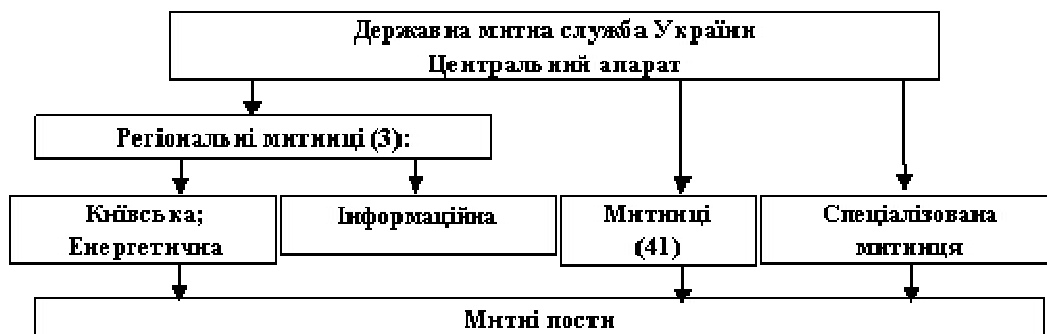 Державна митна служба України
Центральний апарат
Регіональні митниці (3):
Київська;
Енергетична
Інформаційна
Митниці
(41)
Спеціалізована
митниця
Митні пости